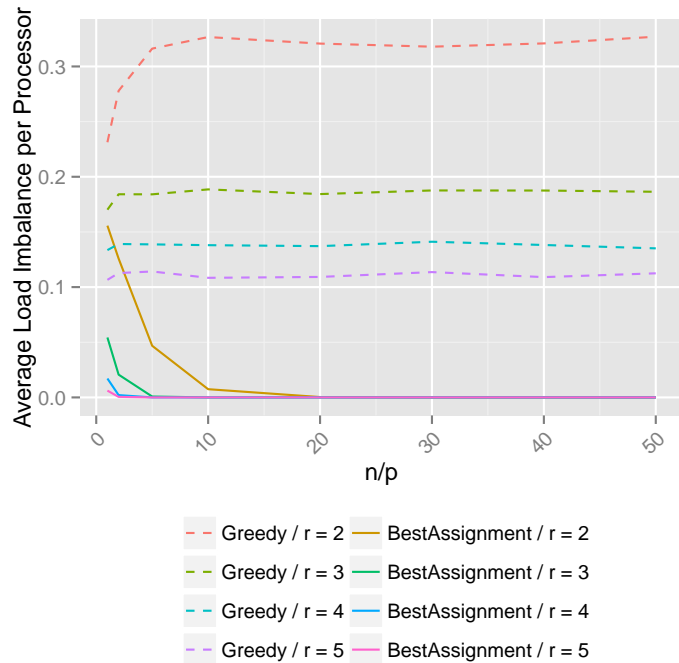 Average Load Imbalance per Processor
0.3
0.2
0.1
0.0
0
10
20
30
40
50
n/p
Greedy / r = 2
BestAssignment / r = 2
Greedy / r = 3
BestAssignment / r = 3
Greedy / r = 4
BestAssignment / r = 4
Greedy / r = 5
BestAssignment / r = 5